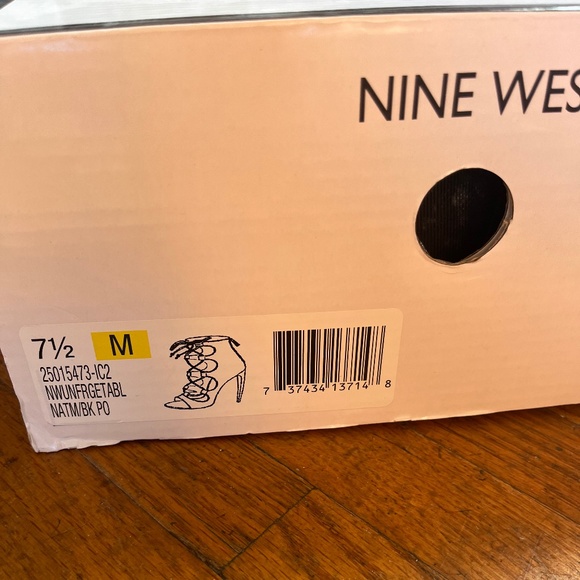 NINE WES
7½ M
25015473-IC2
NWUNFRGETABL
NATM/BK PO
7 37434 13714 8